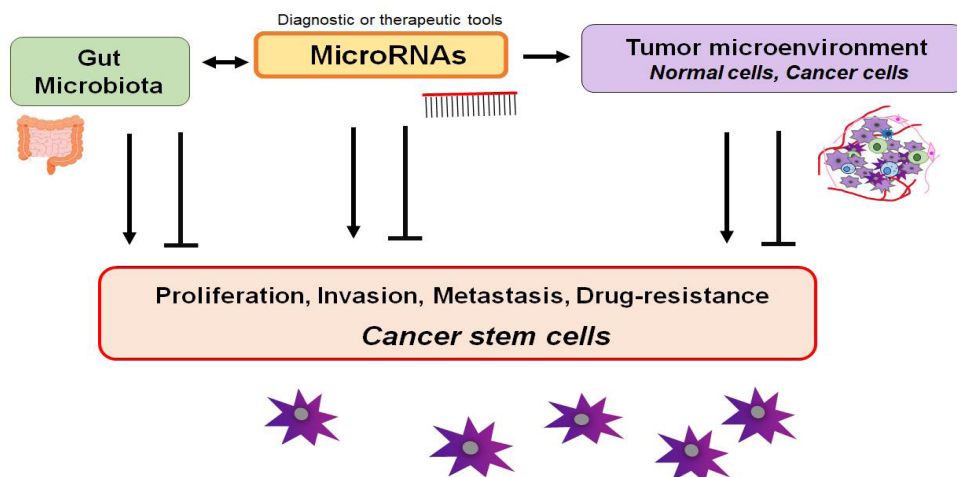 Diagnostic or therapeutic tools
Gut
Microbiota
MicroRNAs
Tumor microenvironment
Normal cells, Cancer cells
Proliferation, Invasion, Metastasis, Drug-resistance
Cancer stem cells